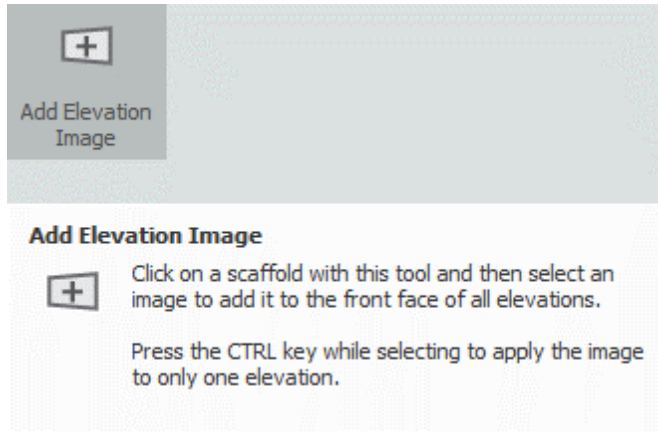 Add Elevation
Image
Add Elevation Image
Click on a scaffold with this tool and then select an
image to add it to the front face of all elevations.
Press the CTRL key while selecting to apply the image
to only one elevation.